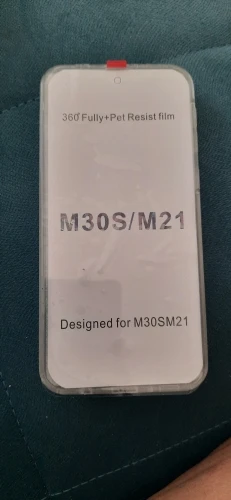 360°Fully+Pet Resist film
M30S/M21
Designed for M30SM21